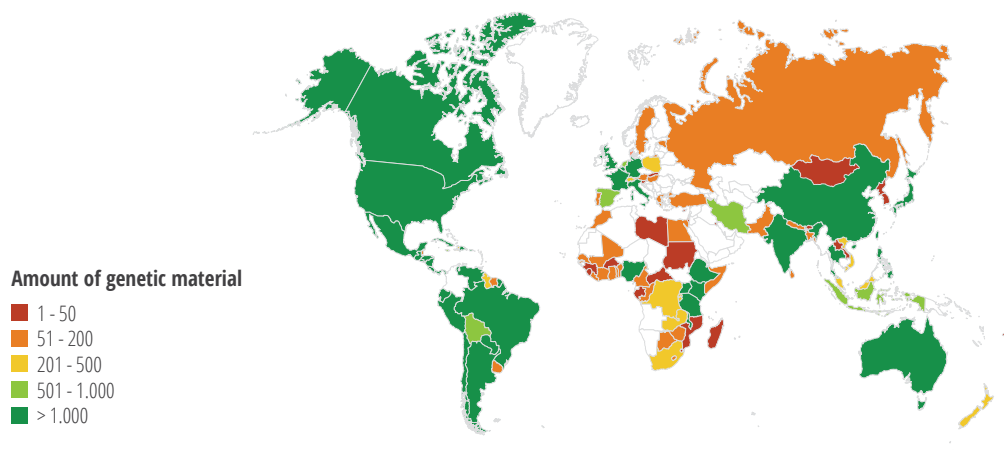 Amount of genetic material
1 - 50
51 - 200
201 - 500
501 - 1.000
> 1.000